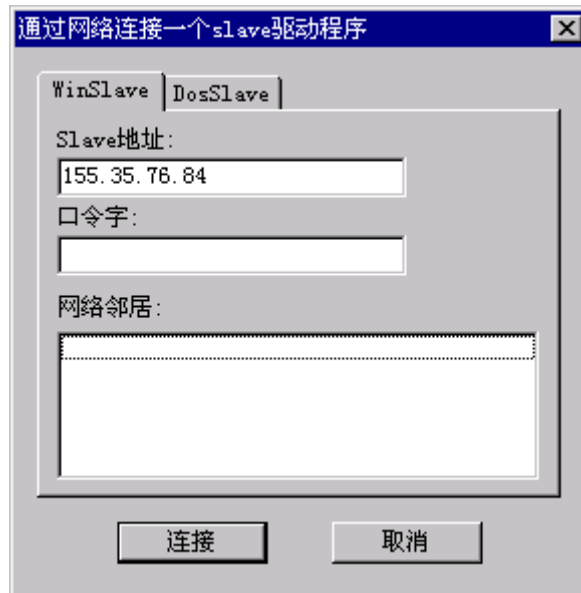 通过网络连接一个slave驱动程序
WinSlave DosSlave
Slave地址:
155.35.76.84
口令字:
网络邻居:
连接 取消